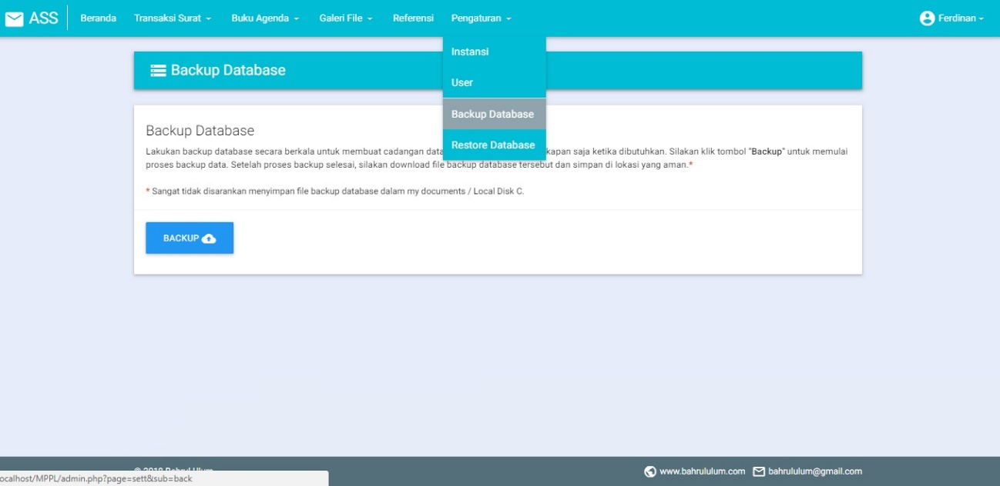 ASS Beranda Transaksi Surat Buku Agenda Galeri File Referensi Pengaturan Ferdinan
Instansi
User
Backup Database
Restore Database
Backup Database
Backup Database
Lakukan backup database secara berkala untuk membuat cadangan data kapan saja ketika dibutuhkan. Silakan klik tombol "Backup" untuk memulai
proses backup data. Setelah proses backup selesai, silakan download file backup database tersebut dan simpan di lokasi yang aman.*
* Sangat tidak disarankan menyimpan file backup database dalam my documents / Local Disk C.
BACKUP
www.bahrululum.com bahrululum@gmail.com
ocalhost/MPPL/admin.php?page=sett&sub=back